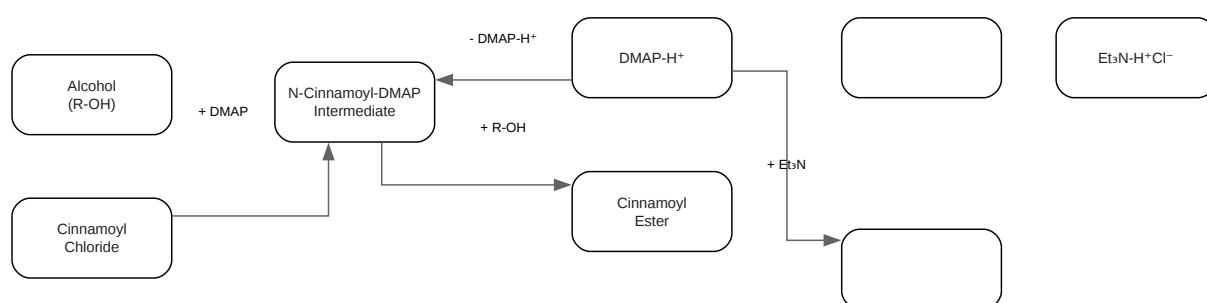 Alcohol
(R-OH)
Cinnamoyl
Chloride
+ DMAP
N-Cinnamoyl-DMAP
Intermediate
- DMAP-H⁺
+ R-OH
DMAP-H⁺
Cinnamoyl
Ester
+ Et₃N
Et₃N-H⁺Cl⁻